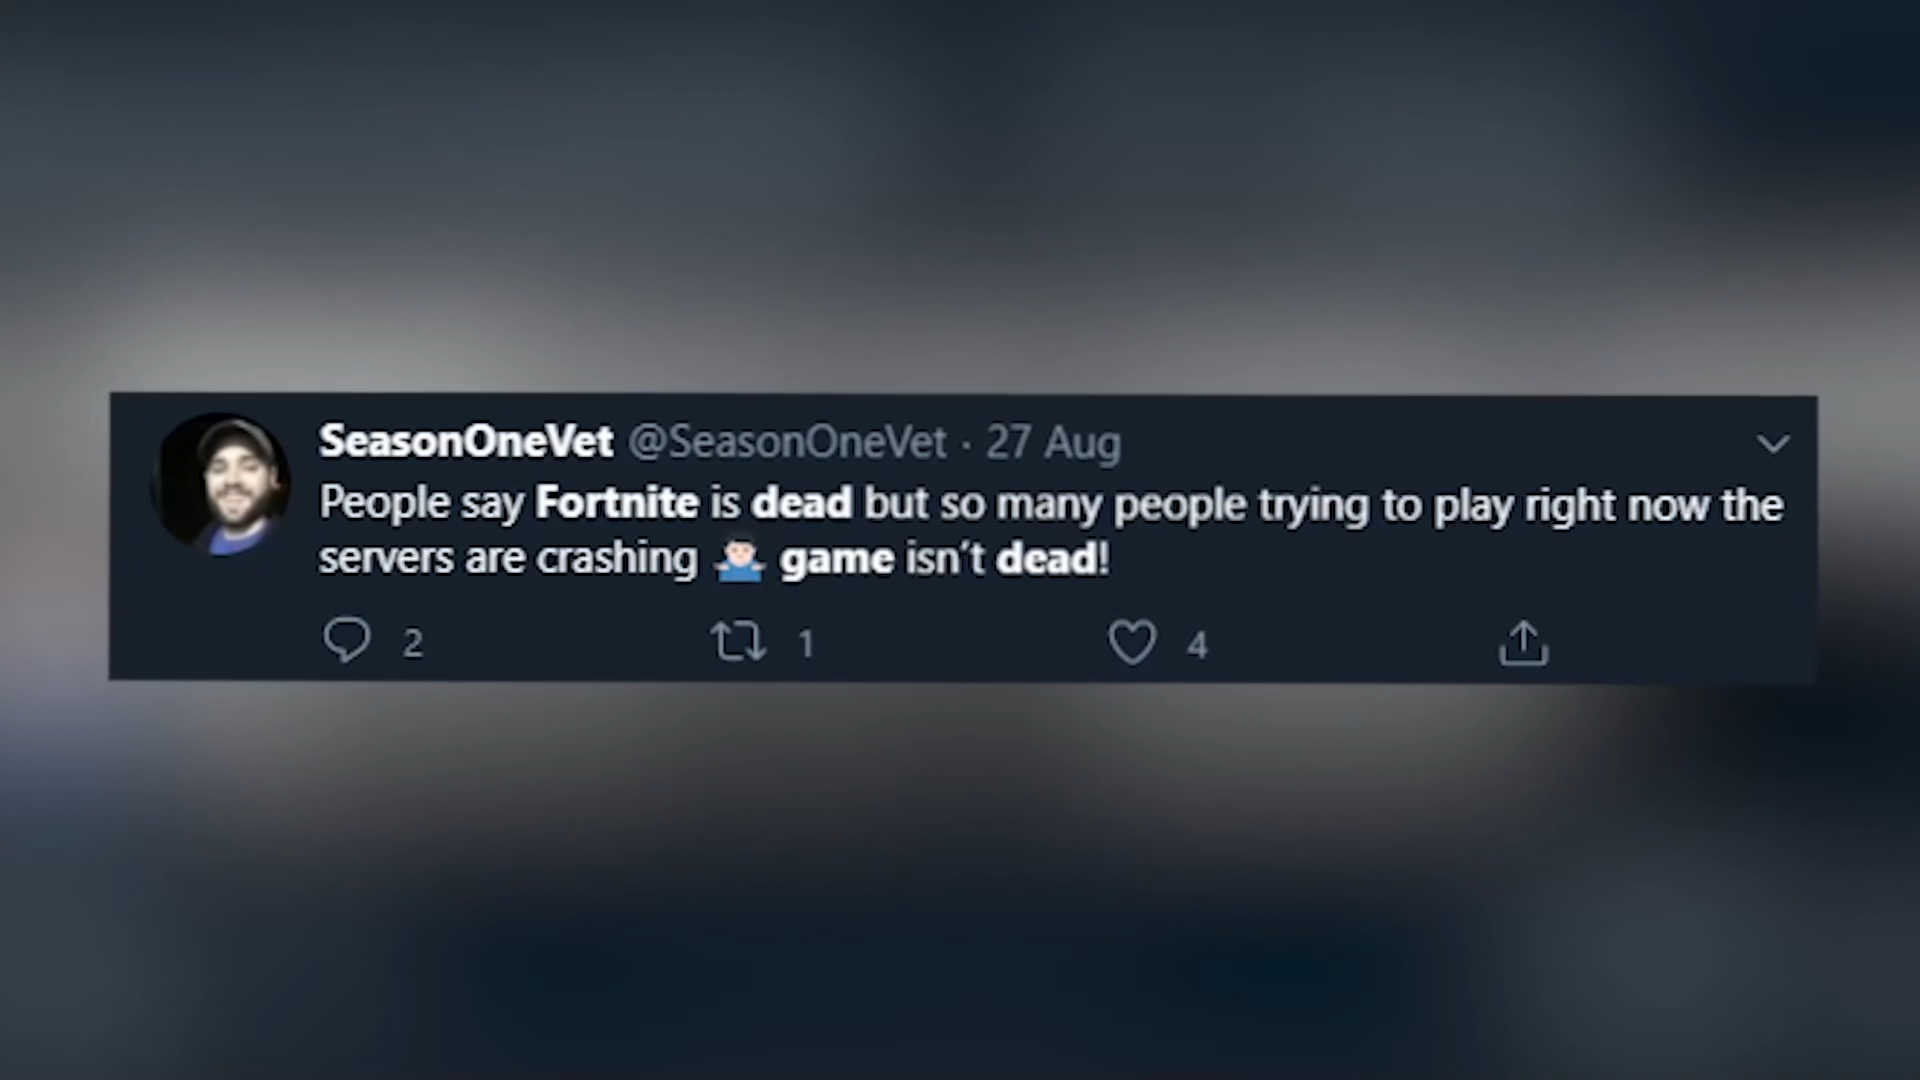 SeasonOneVet @SeasonOneVet · 27 Aug
People say Fortnite is dead but so many people trying to play right now the
servers are crashing 🤷🏻‍♂️ game isn't dead!
2 1 4